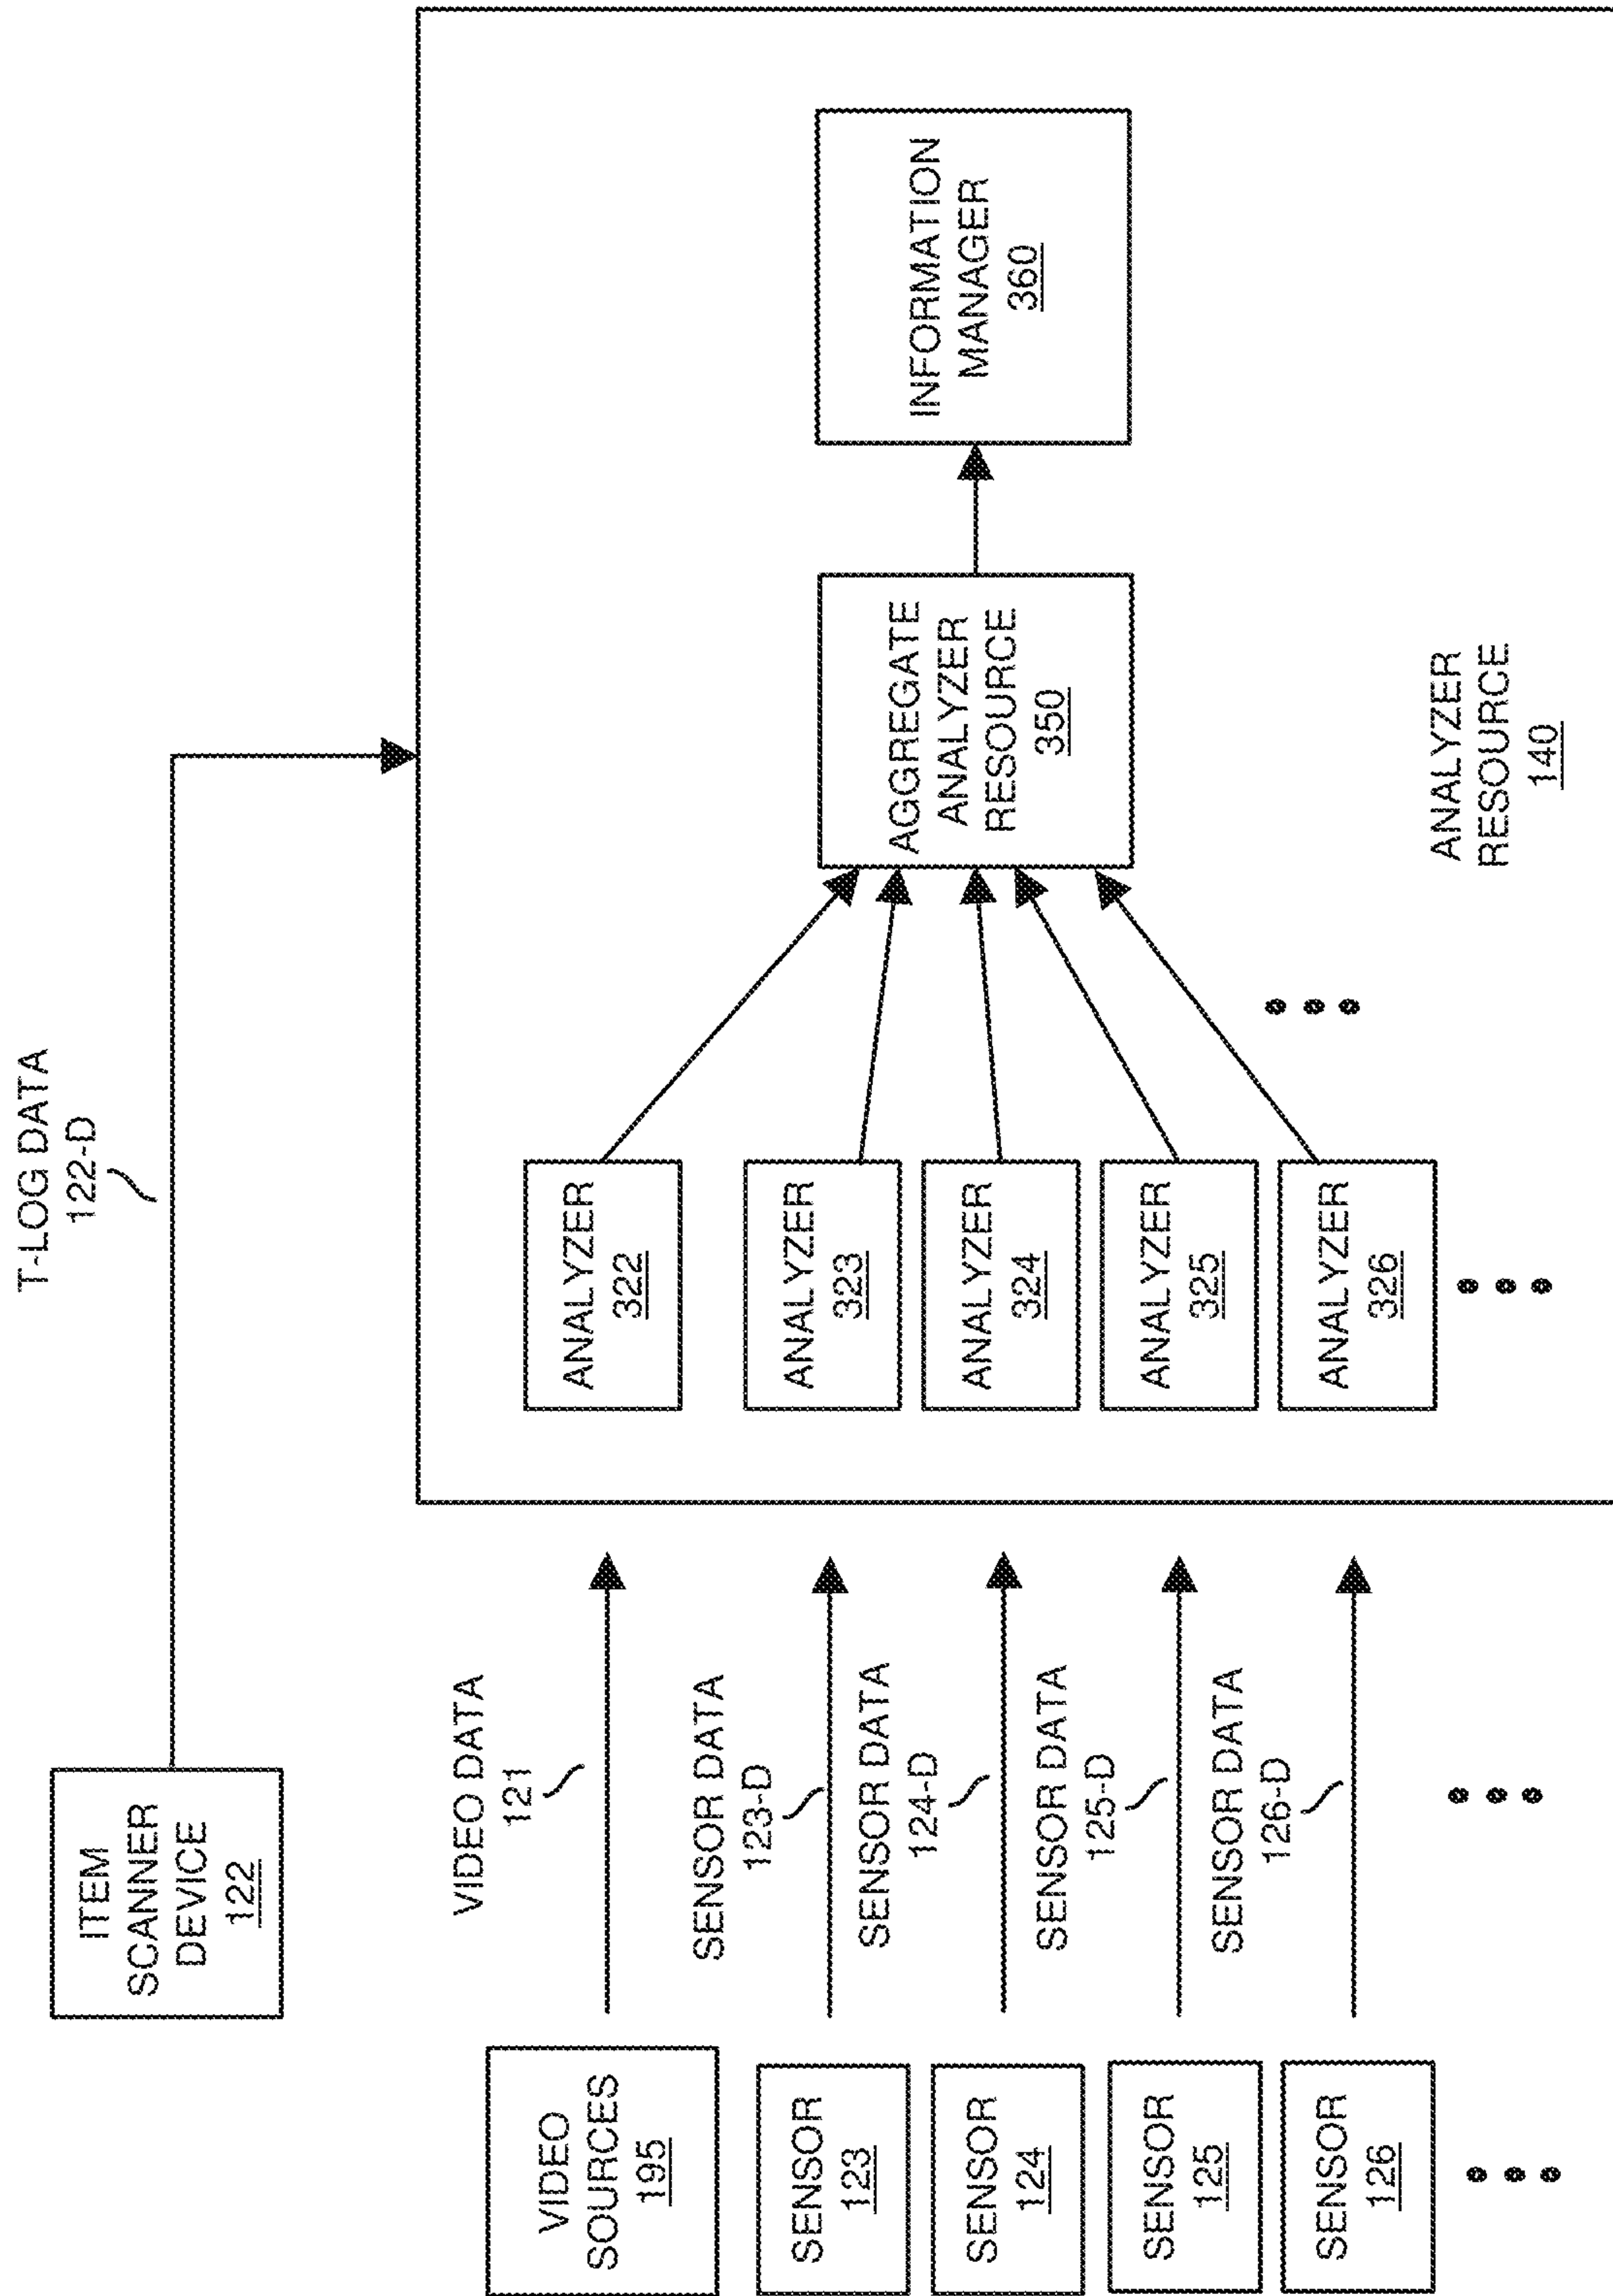 T-LOG DATA
122-D
ITEM
SCANNER
DEVICE
122
VIDEO
SOURCES
195
VIDEO DATA
121
ANALYZER
322
SENSOR
123
SENSOR DATA
123-D
ANALYZER
323
SENSOR
124
SENSOR DATA
124-D
ANALYZER
324
SENSOR
125
SENSOR DATA
125-D
ANALYZER
325
SENSOR
126
SENSOR DATA
126-D
ANALYZER
326
AGGREGATE
ANALYZER
RESOURCE
350
INFORMATION
MANAGER
360
ANALYZER
RESOURCE
140